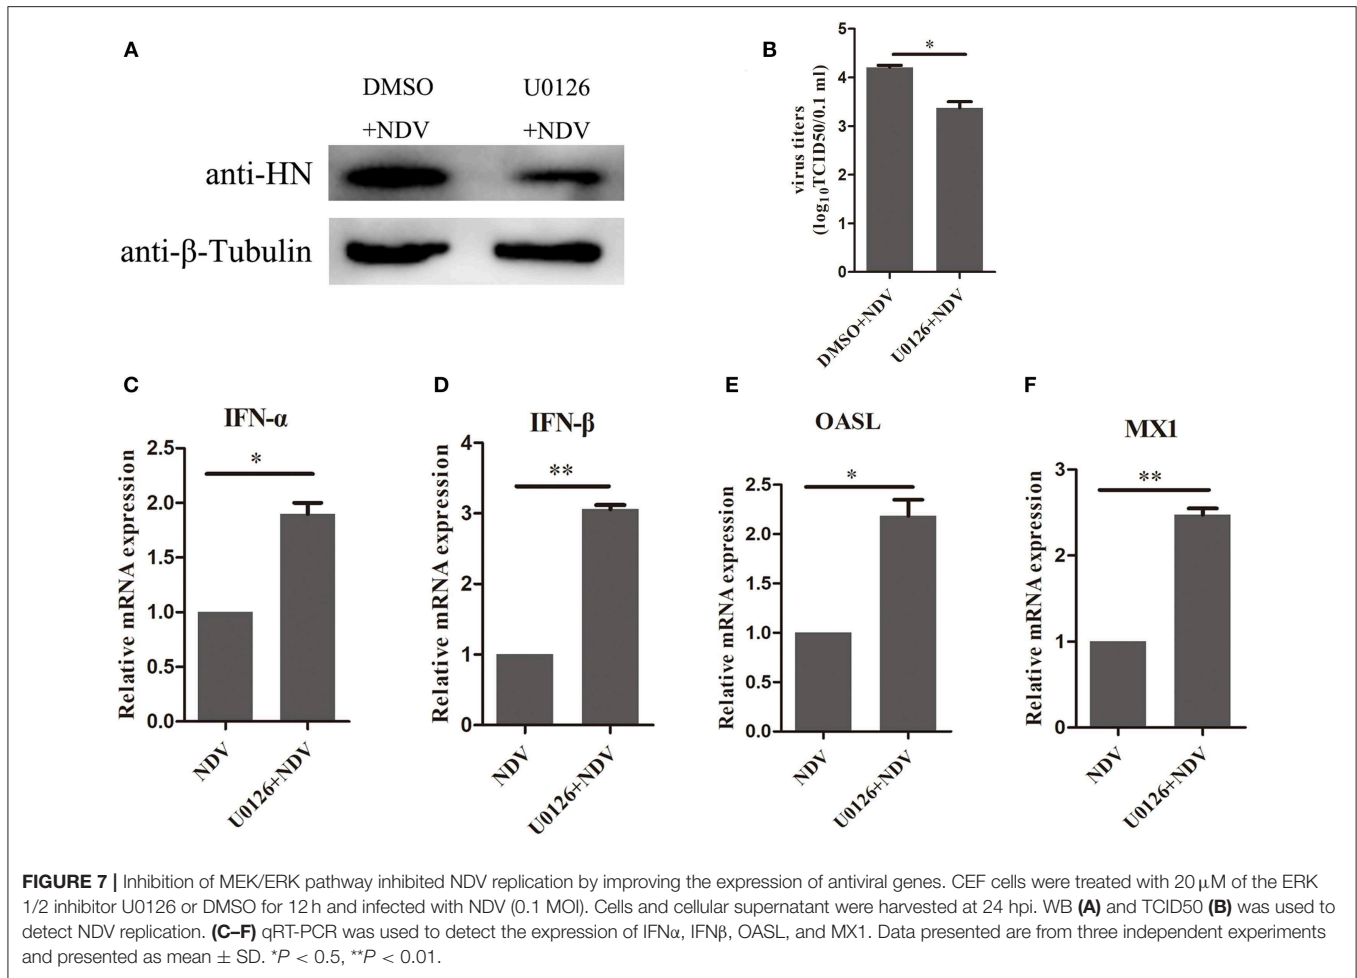 A
DMSO
+NDV
U0126
+NDV
anti-HN
anti-β-Tubulin
B
virus titers
(log10TCID50/0.1 ml)
5
4
3
2
1
0
*
DMSO+NDV
U0126+NDV
C
IFN-α
Relative mRNA expression
2.5
2.0
1.5
1.0
0.5
0.0
*
NDV
U0126+NDV
D
IFN-β
Relative mRNA expression
4
3
2
1
0
**
NDV
U0126+NDV
E
OASL
Relative mRNA expression
2.5
2.0
1.5
1.0
0.5
0.0
*
NDV
U0126+NDV
F
MX1
Relative mRNA expression
3
2
1
0
**
NDV
U0126+NDV
FIGURE 7 | Inhibition of MEK/ERK pathway inhibited NDV replication by improving the expression of antiviral genes. CEF cells were treated with 20 μM of the ERK
1/2 inhibitor U0126 or DMSO for 12 h and infected with NDV (0.1 MOI). Cells and cellular supernatant were harvested at 24 hpi. WB (A) and TCID50 (B) was used to
detect NDV replication. (C–F) qRT-PCR was used to detect the expression of IFNα, IFNβ, OASL, and MX1. Data presented are from three independent experiments
and presented as mean ± SD. *P < 0.5, **P < 0.01.